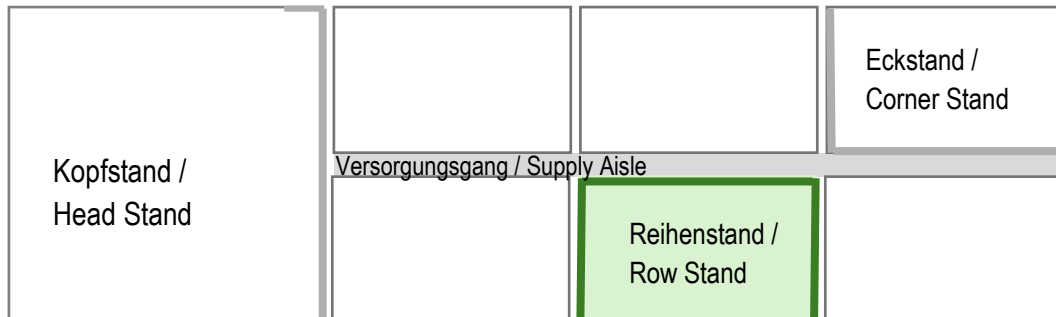 Eckstand /
Corner Stand
Kopfstand /
Head Stand
Versorgungsgang / Supply Aisle
Reihenstand /
Row Stand